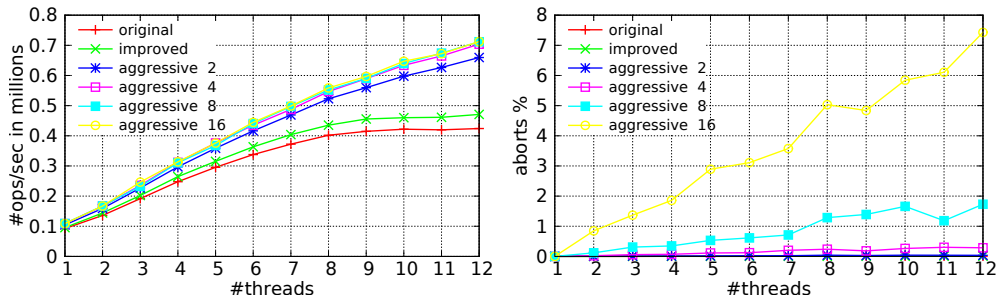 #ops/sec in millions
0.8
0.7
0.6
0.5
0.4
0.3
0.2
0.1
0
original
improved
aggressive 2
aggressive 4
aggressive 8
aggressive 16
1 2 3 4 5 6 7 8 9 10 11 12
#threads
aborts %
8
7
6
5
4
3
2
1
0
original
improved
aggressive 2
aggressive 4
aggressive 8
aggressive 16
1 2 3 4 5 6 7 8 9 10 11 12
#threads